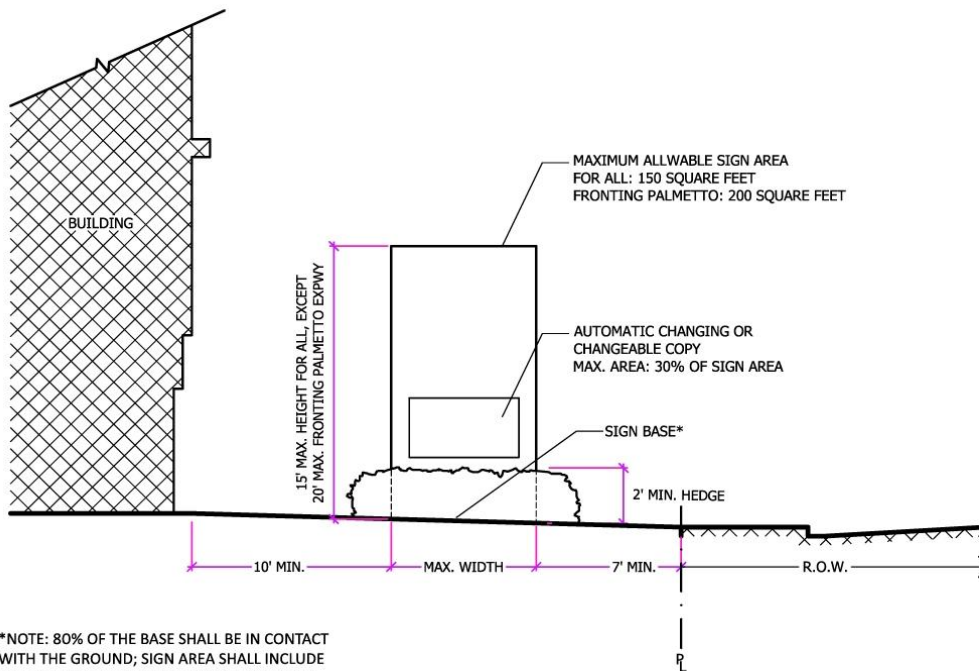 MAXIMUM ALLWABLE SIGN AREA
FOR ALL: 150 SQUARE FEET
FRONTING PALMETTO: 200 SQUARE FEET
BUILDING
15' MAX. HEIGHT FOR ALL, EXCEPT
20' MAX. FRONTING PALMETTO EXPWY
AUTOMATIC CHANGING OR
CHANGEABLE COPY
MAX. AREA: 30% OF SIGN AREA
SIGN BASE*
2' MIN. HEDGE
10' MIN.
MAX. WIDTH
7' MIN.
R.O.W.
*NOTE: 80% OF THE BASE SHALL BE IN CONTACT
WITH THE GROUND; SIGN AREA SHALL INCLUDE
PL